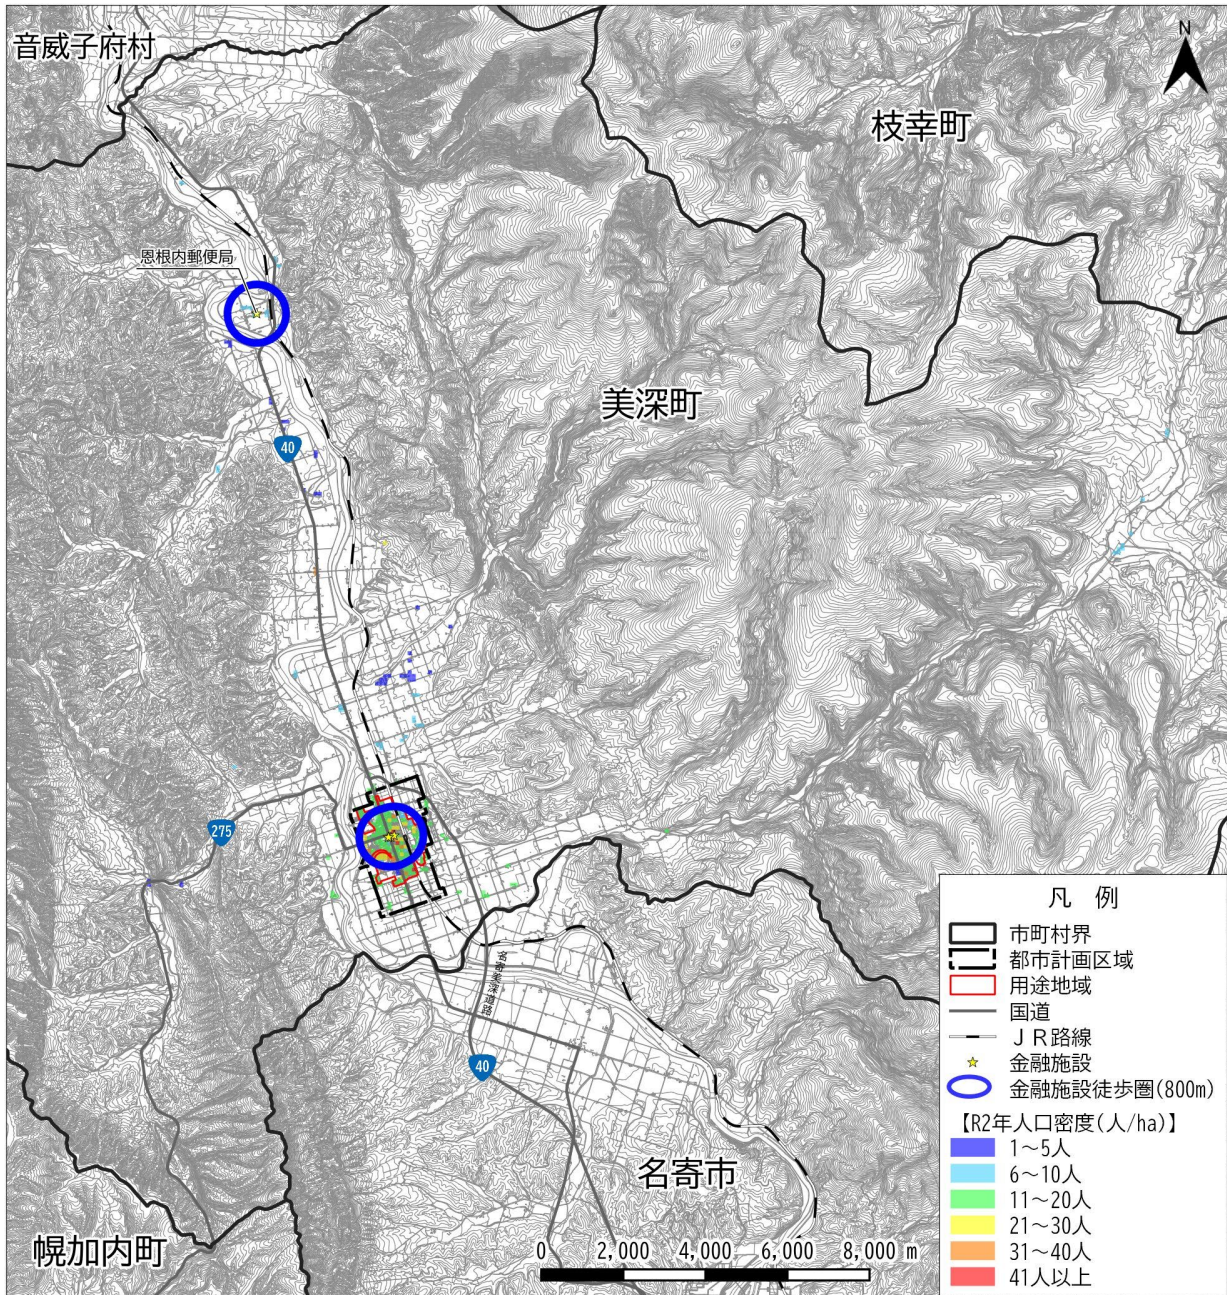 音威子府村
N
枝幸町
恩根内郵便局
美深町
40
275
名寄美深道路
40
名寄市
幌加内町
0 2,000 4,000 6,000 8,000 m
凡 例
市町村界
都市計画区域
用途地域
国道
ＪＲ路線
金融施設
金融施設徒歩圏(800m)
【R2年人口密度(人/ha)】
1～5人
6～10人
11～20人
21～30人
31～40人
41人以上